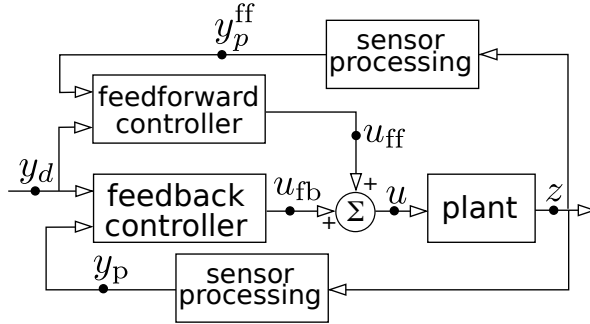 y_p^ff
sensor
processing
feedforward
controller
u_ff
y_d
feedback
controller
u_fb
+
+
Σ
u
plant
z
y_p
sensor
processing